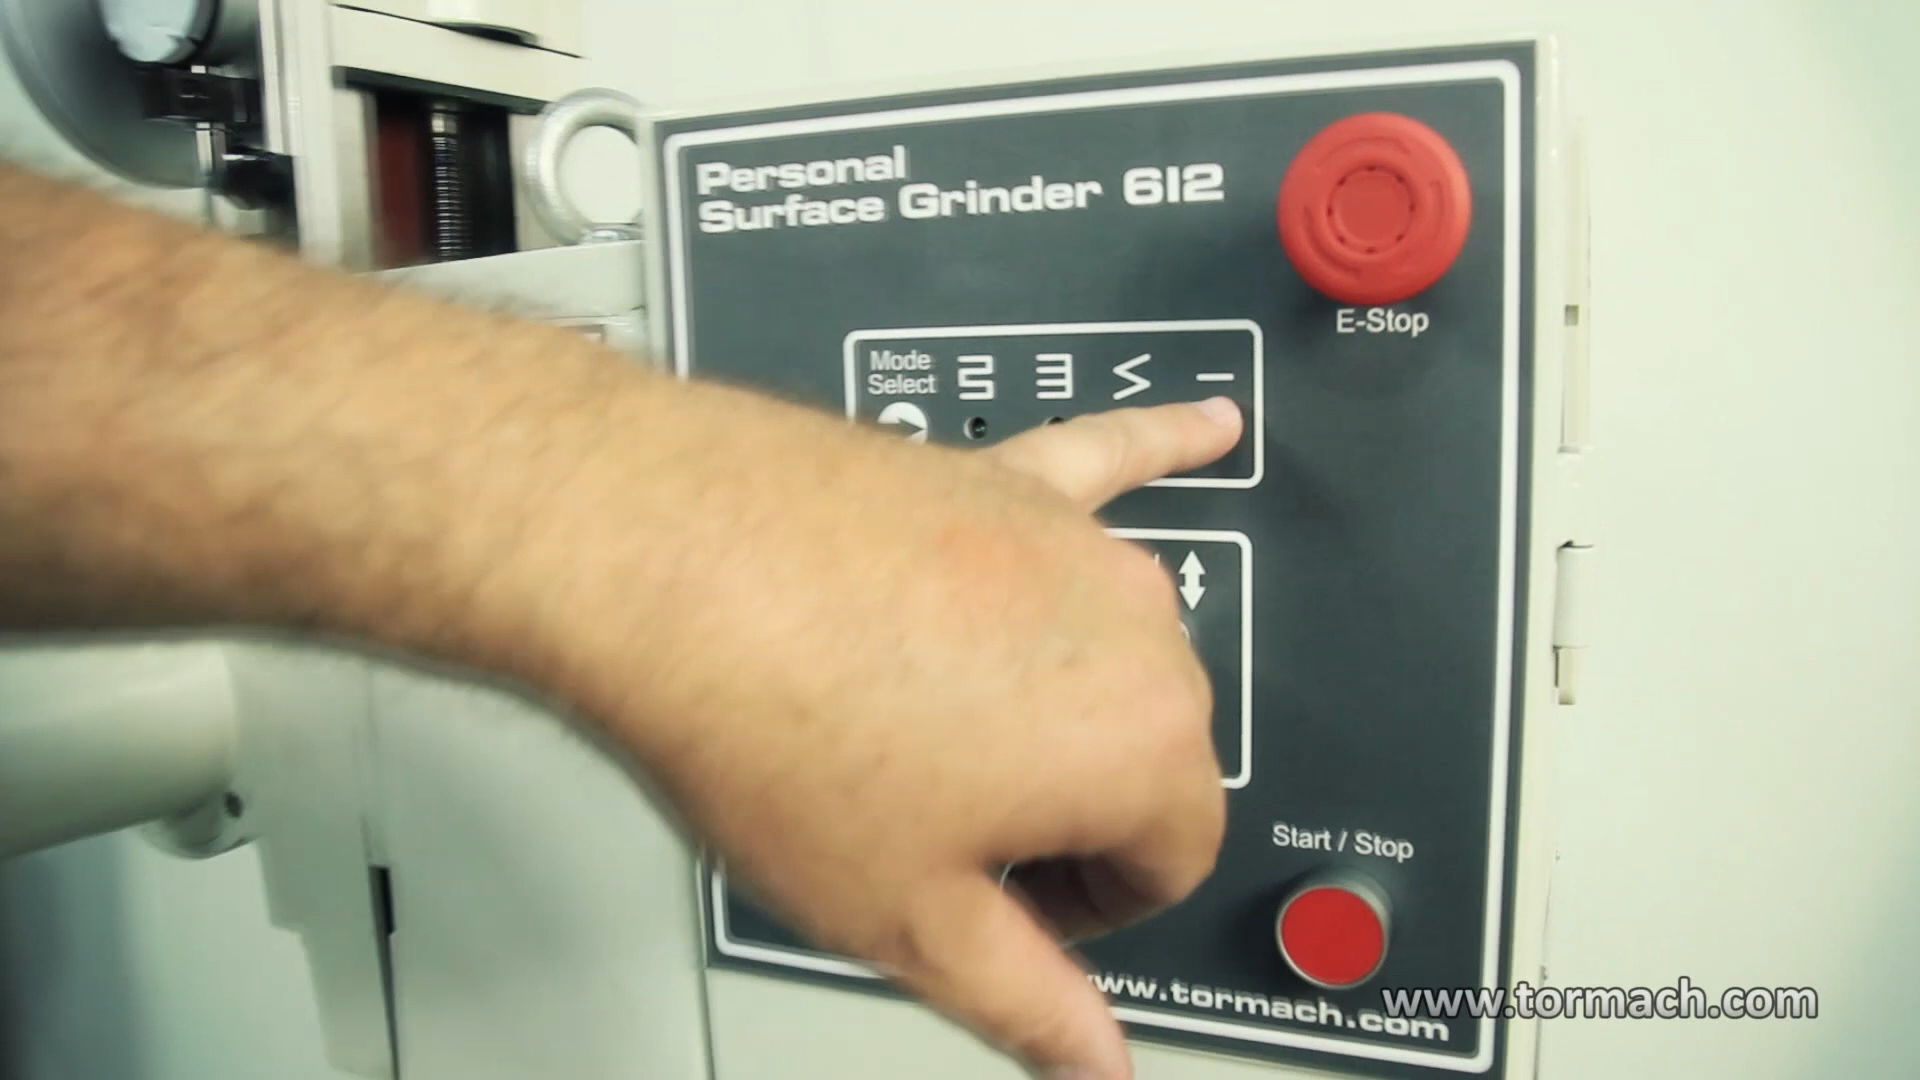 Personal
Surface Grinder 612
E-Stop
Mode
Select
Start / Stop
www.tormach.com
www.tormach.com